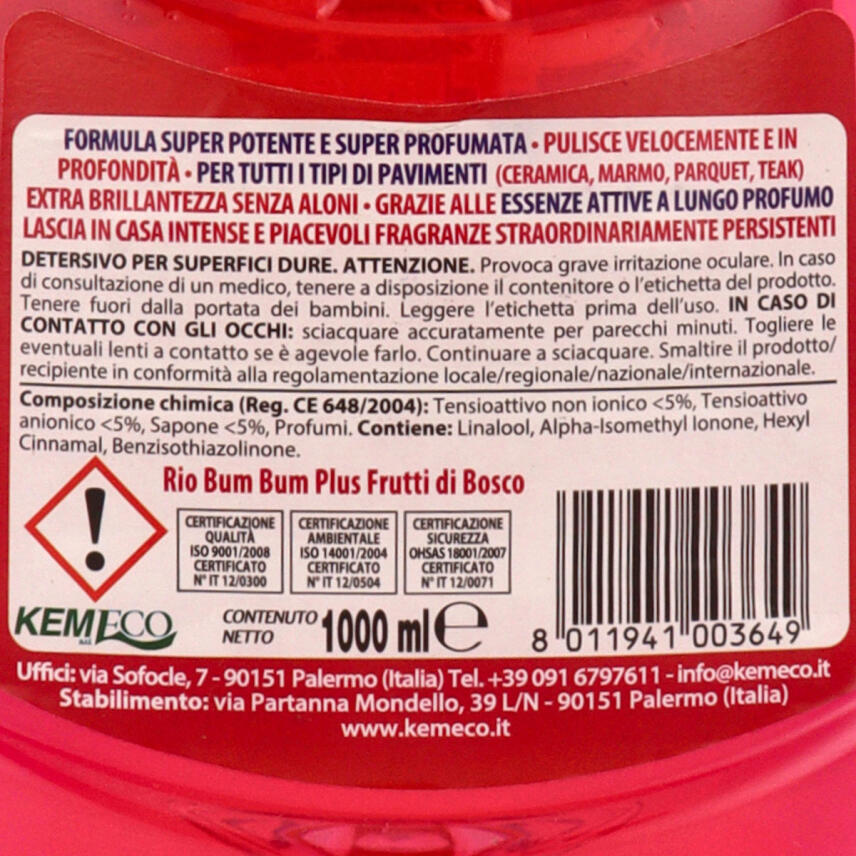 FORMULA SUPER POTENTE E SUPER PROFUMATA • PULISCE VELOCEMENTE E IN
PROFONDITÀ • PER TUTTI I TIPI DI PAVIMENTI (CERAMICA, MARMO, PARQUET, TEAK)
EXTRA BRILLANTEZZA SENZA ALONI • GRAZIE ALLE ESSENZE ATTIVE A LUNGO PROFUMO
LASCIA IN CASA INTENSE E PIACEVOLI FRAGRANZE STRAORDINARIAMENTE PERSISTENTI
DETERSIVO PER SUPERFICI DURE. ATTENZIONE. Provoca grave irritazione oculare. In caso
di consultazione di un medico, tenere a disposizione il contenitore o l'etichetta del prodotto.
Tenere fuori dalla portata dei bambini. Leggere l'etichetta prima dell'uso. IN CASO DI
CONTATTO CON GLI OCCHI: sciacquare accuratamente per parecchi minuti. Togliere le
eventuali lenti a contatto se è agevole farlo. Continuare a sciacquare. Smaltire il prodotto/
recipiente in conformità alla regolamentazione locale/regionale/nazionale/internazionale.
Composizione chimica (Reg. CE 648/2004): Tensioattivo non ionico <5%, Tensioattivo
anionico <5%, Sapone <5%, Profumi. Contiene: Linalool, Alpha-Isomethyl Ionone, Hexyl
Cinnamal, Benzisothiazolinone.
Rio Bum Bum Plus Frutti di Bosco
CERTIFICAZIONE
QUALITÀ
ISO 9001/2008
CERTIFICATO
N° IT 12/0300
CERTIFICAZIONE
AMBIENTALE
ISO 14001/2004
CERTIFICATO
N° IT 12/0504
CERTIFICAZIONE
SICUREZZA
OHSAS 18001/2007
CERTIFICATO
N° IT 12/0071
KEMECO
CONTENUTO
NETTO
1000 ml e
8 011941 003649
Uffici: via Sofocle, 7 - 90151 Palermo (Italia) Tel. +39 091 6797611 - info@kemeco.it
Stabilimento: via Partanna Mondello, 39 L/N - 90151 Palermo (Italia)
www.kemeco.it